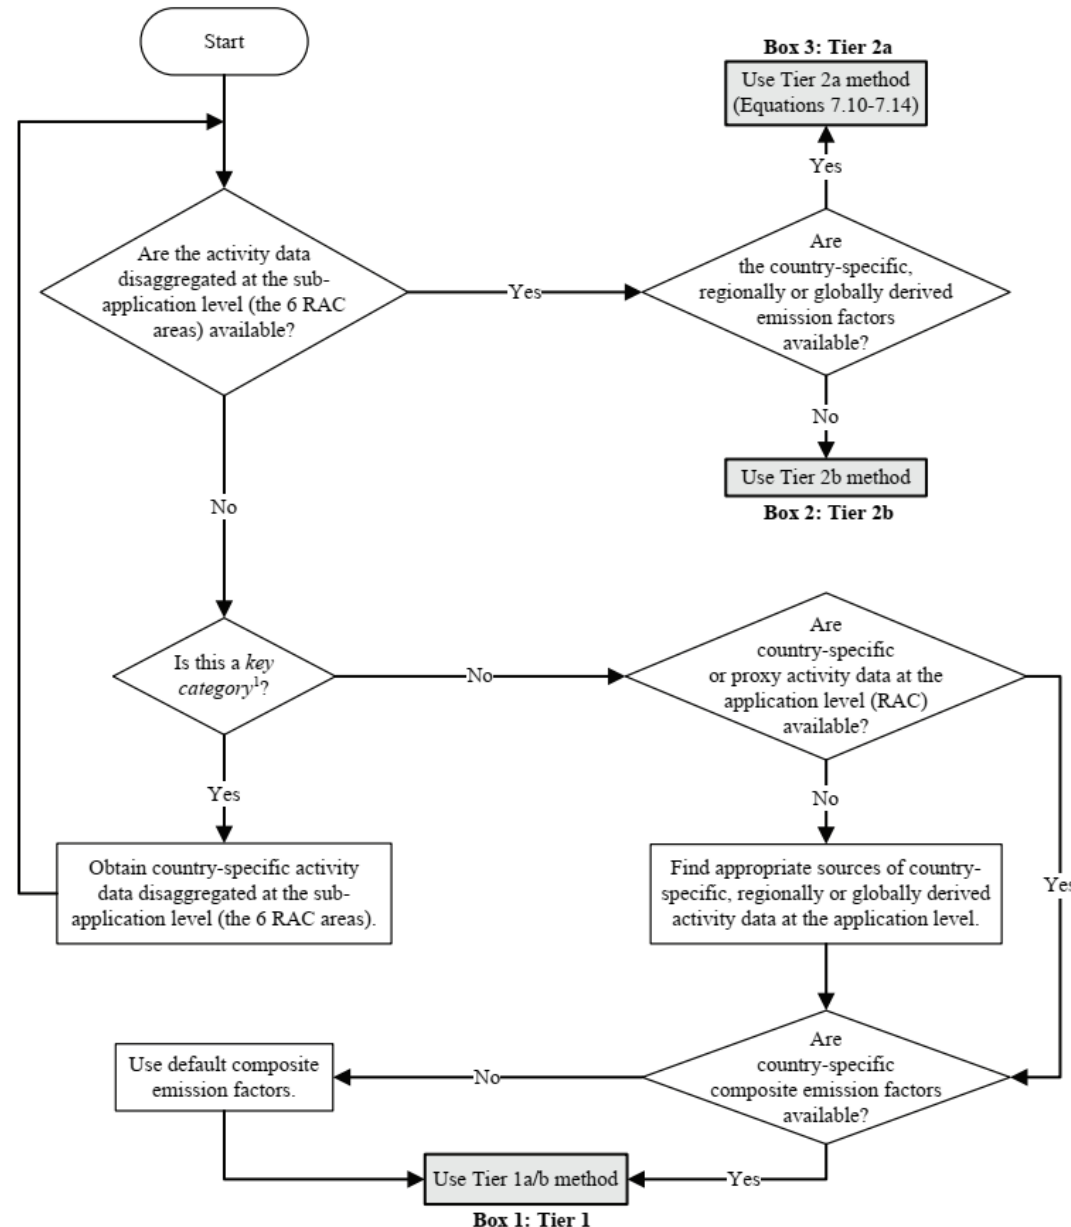 Start
Box 3: Tier 2a
Use Tier 2a method
(Equations 7.10-7.14)
Yes
Are the activity data
disaggregated at the sub-
application level (the 6 RAC
areas) available?
Yes
Are
the country-specific,
regionally or globally derived
emission factors
available?
No
Use Tier 2b method
Box 2: Tier 2b
No
Is this a key
category1?
No
Are
country-specific
or proxy activity data at the
application level (RAC)
available?
Yes
No
Obtain country-specific activity
data disaggregated at the sub-
application level (the 6 RAC areas).
Find appropriate sources of country-
specific, regionally or globally derived
activity data at the application level.
Yes
Are
country-specific
composite emission factors
available?
No
Use default composite
emission factors.
Yes
Use Tier 1a/b method
Box 1: Tier 1